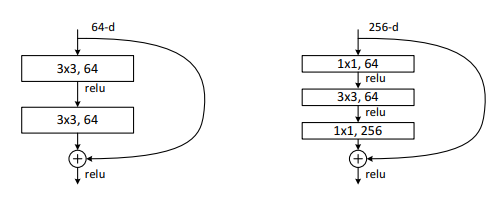 64-d
3x3, 64
relu
3x3, 64
+
relu
256-d
1x1, 64
relu
3x3, 64
relu
1x1, 256
+
relu